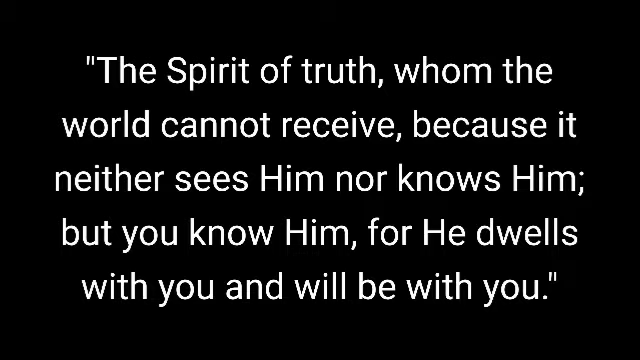 "The Spirit of truth, whom the
world cannot receive, because it
neither sees Him nor knows Him;
but you know Him, for He dwells
with you and will be with you."